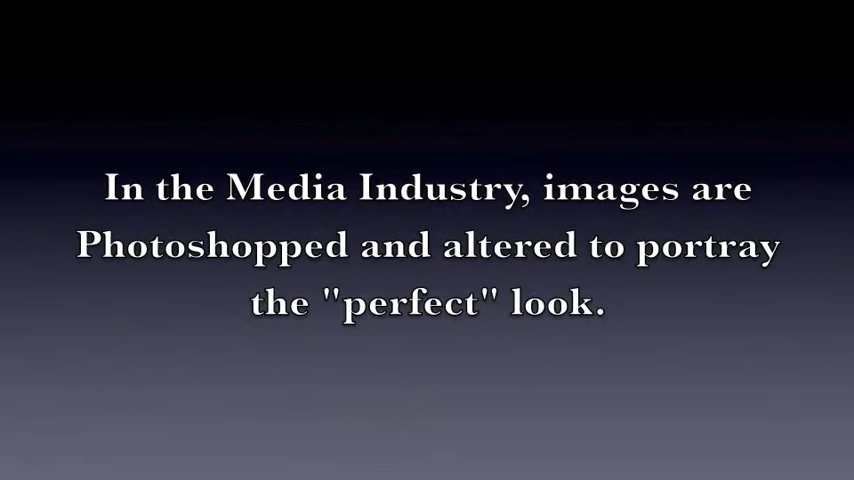 In the Media Industry, images are
Photoshopped and altered to portray
the "perfect" look.